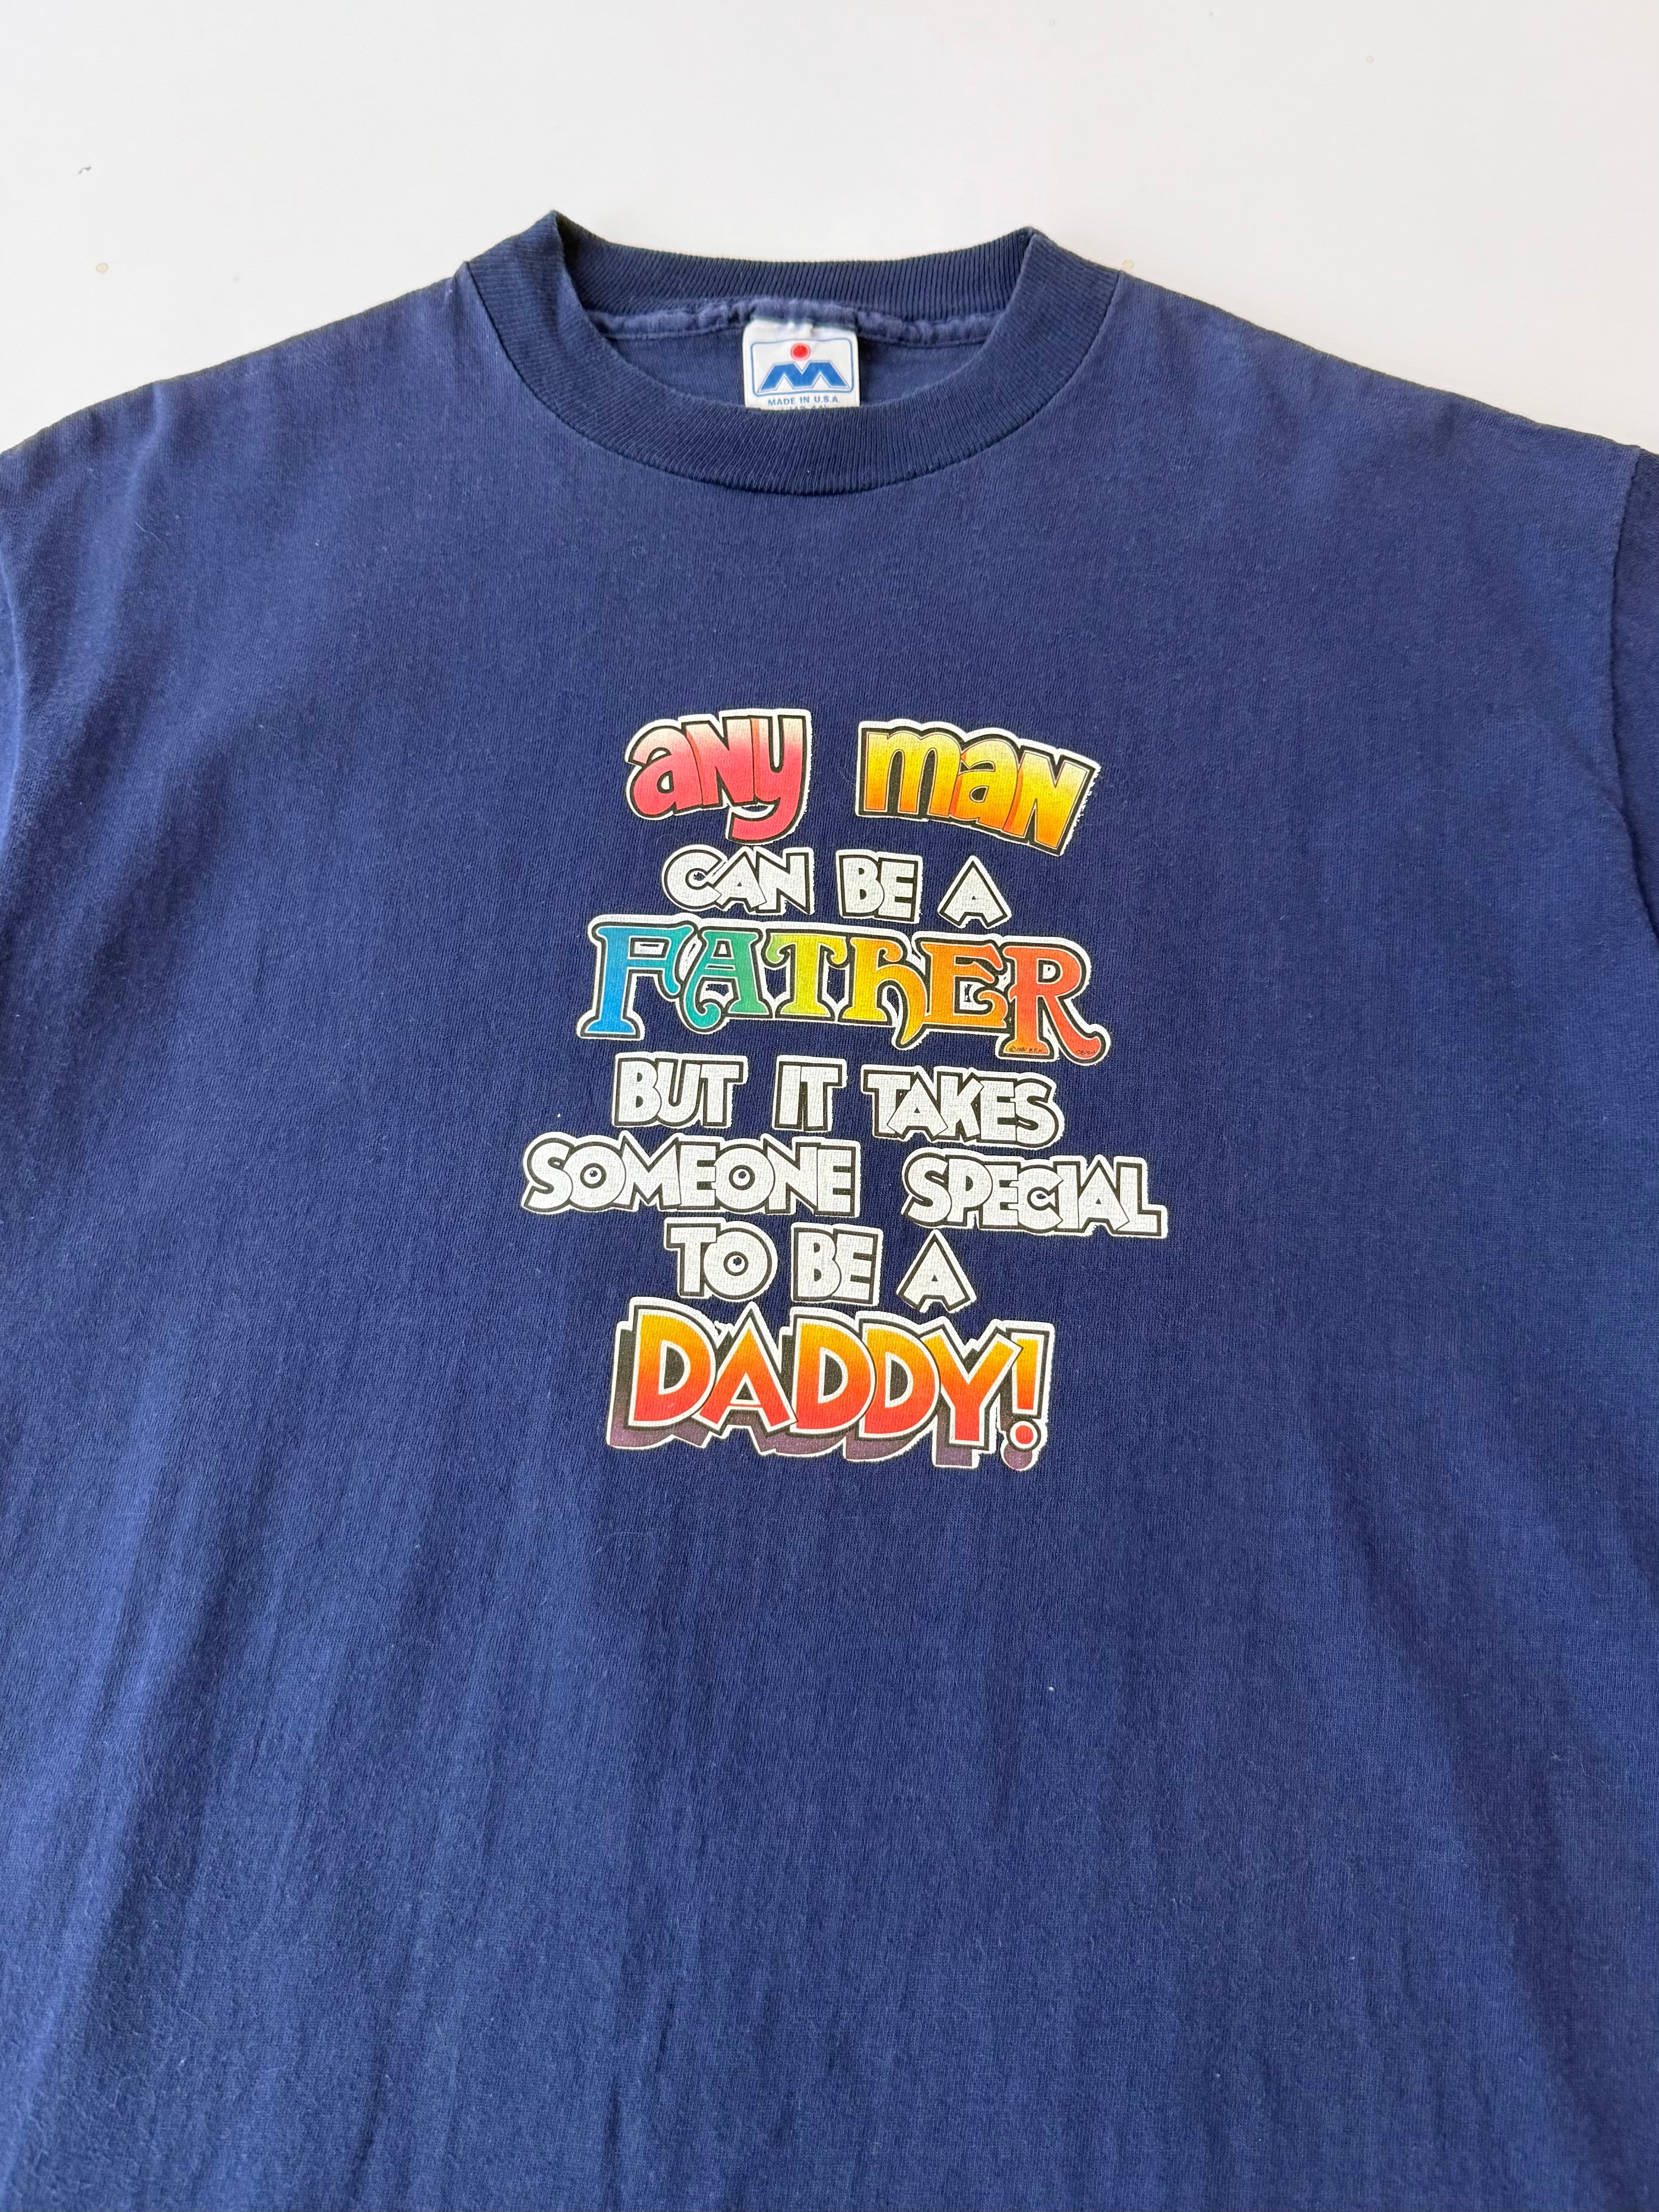 MADE IN U.S.A.
any man
CAN BE A
FATHER
BUT IT TAKES
SOMEONE SPECIAL
TO BE A
DADDY!